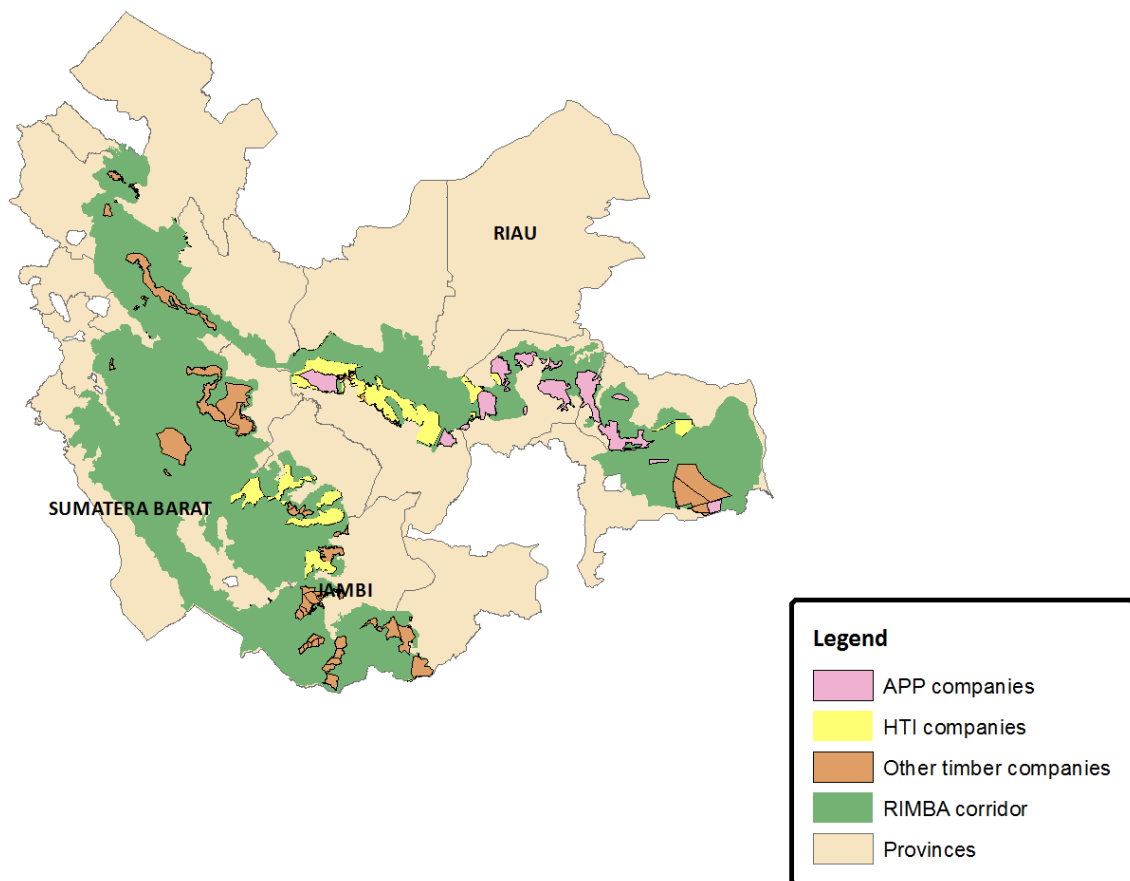 RIAU
SUMATERA BARAT
JAMBI
Legend
APP companies
HTI companies
Other timber companies
RIMBA corridor
Provinces